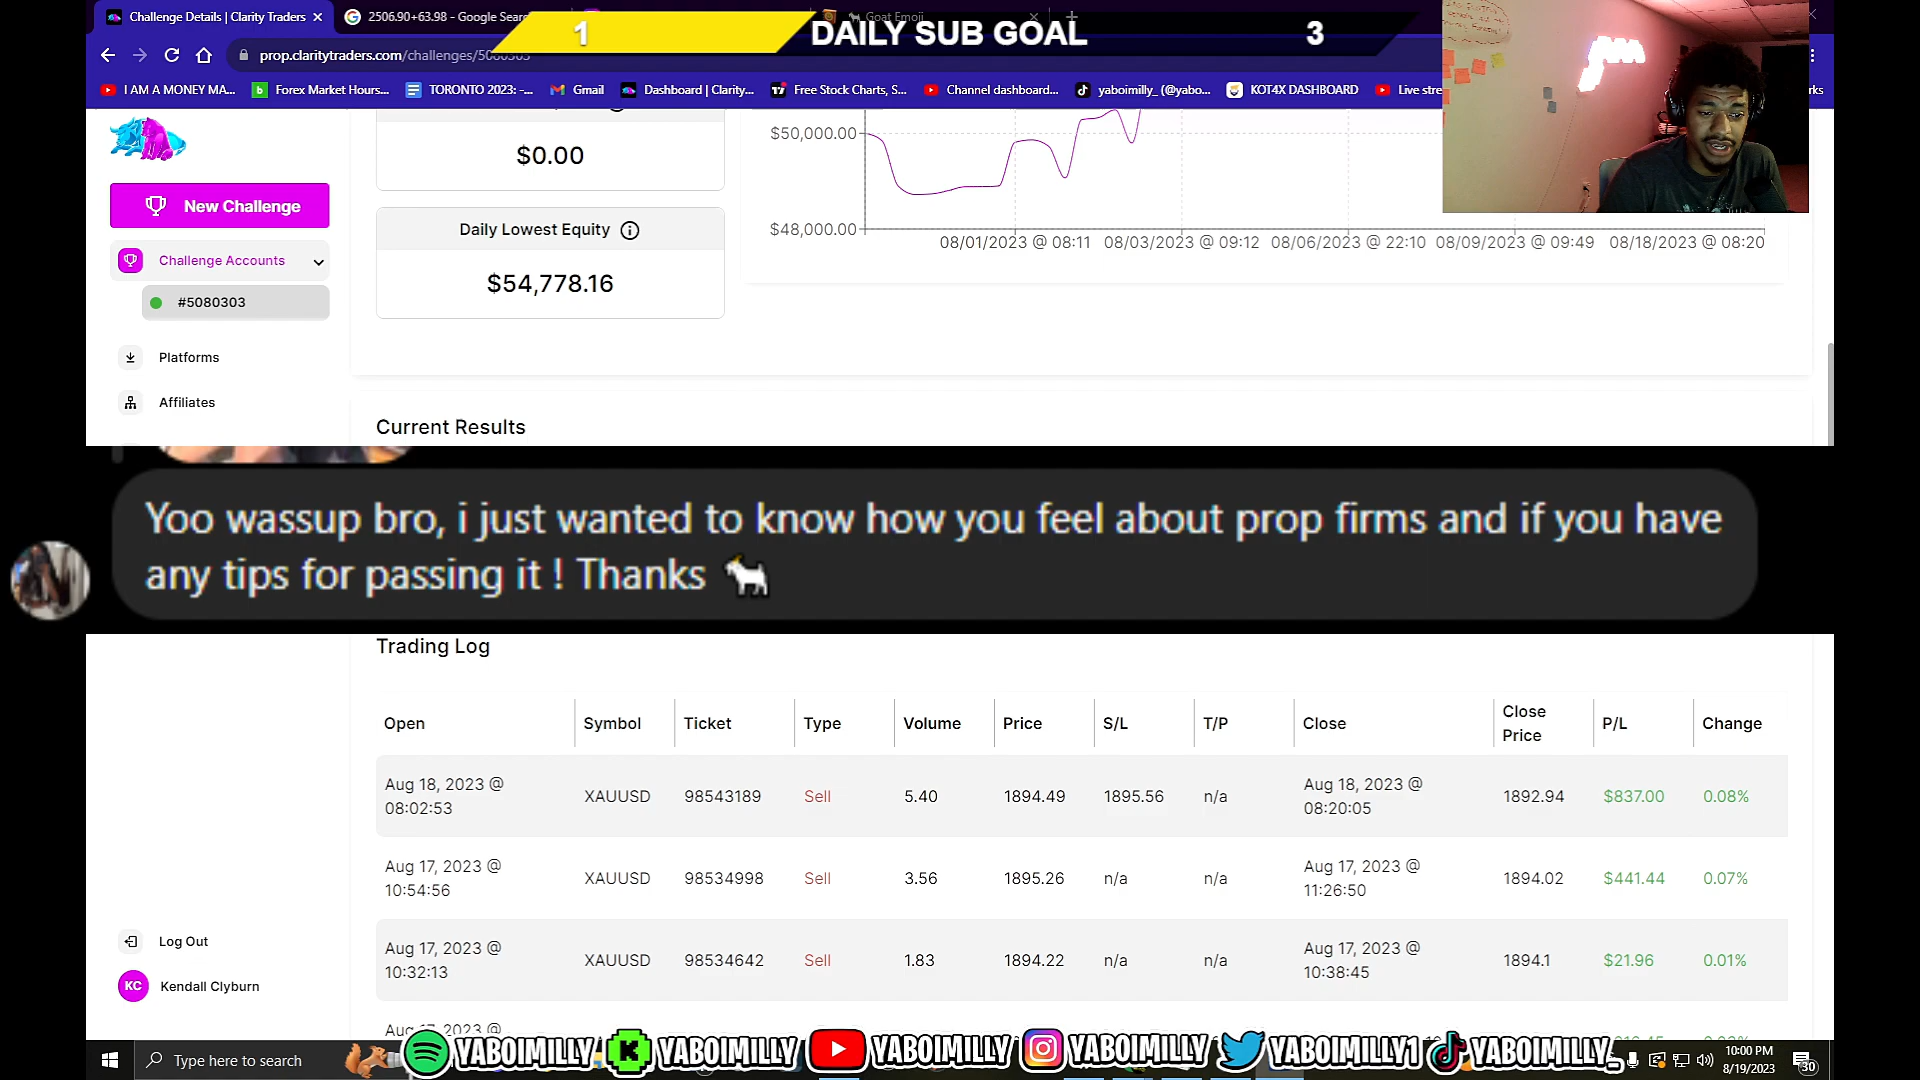 Challenge Details | Clarity Traders
2506.90+63.98 - Google Sear
Goat Emoji
1
DAILY SUB GOAL
3
prop.claritytraders.com/challenges/5080303
I AM A MONEY MA...
Forex Market Hours...
TORONTO 2023: -...
Gmail
Dashboard | Clarity...
Free Stock Charts, S...
Channel dashboard...
yaboimilly_ (@yabo...
KOT4X DASHBOARD
Live stre
rks
New Challenge
Challenge Accounts
#5080303
Platforms
Affiliates
$0.00
Daily Lowest Equity
$54,778.16
$50,000.00
$48,000.00
08/01/2023 @ 08:11 08/03/2023 @ 09:12 08/06/2023 @ 22:10 08/09/2023 @ 09:49 08/18/2023 @ 08:20
Current Results
Yoo wassup bro, i just wanted to know how you feel about prop firms and if you have
any tips for passing it ! Thanks 🐐
Trading Log
Open Symbol Ticket Type Volume Price S/L T/P Close Close Price P/L Change
Aug 18, 2023 @ 08:02:53 XAUUSD 98543189 Sell 5.40 1894.49 1895.56 n/a Aug 18, 2023 @ 08:20:05 1892.94 $837.00 0.08%
Aug 17, 2023 @ 10:54:56 XAUUSD 98534998 Sell 3.56 1895.26 n/a n/a Aug 17, 2023 @ 11:26:50 1894.02 $441.44 0.07%
Aug 17, 2023 @ 10:32:13 XAUUSD 98534642 Sell 1.83 1894.22 n/a n/a Aug 17, 2023 @ 10:38:45 1894.1 $21.96 0.01%
Log Out
KC Kendall Clyburn
Type here to search
YABOIMILLY K YABOIMILLY YABOIMILLY YABOIMILLY YABOIMILLY1 YABOIMILLY_
10:00 PM
8/19/2023
30